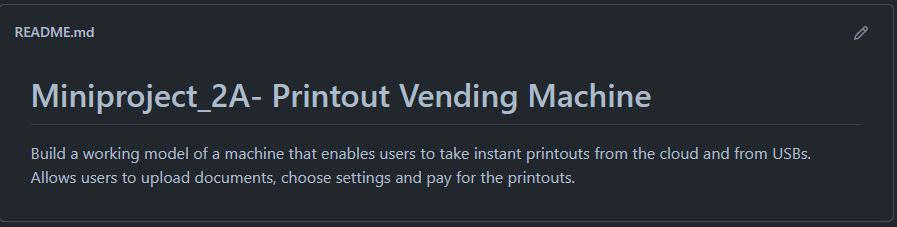 README.md
Miniproject_2A- Printout Vending Machine
Build a working model of a machine that enables users to take instant printouts from the cloud and from USBs.
Allows users to upload documents, choose settings and pay for the printouts.